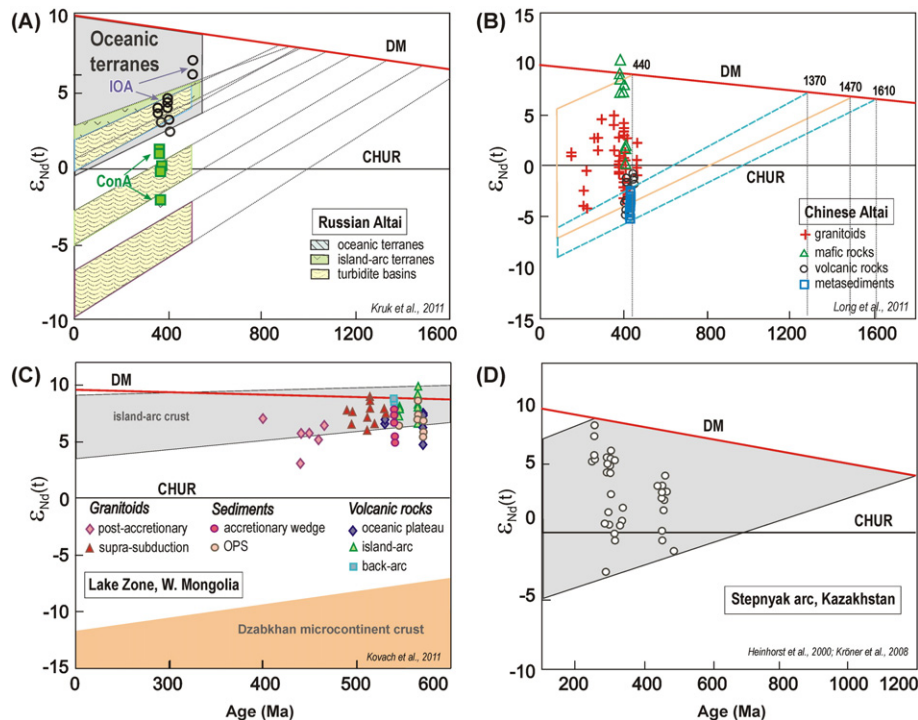 (A)
10
5
0
-5
-10
εNd(t)
Oceanic
terranes
IOA
ConA
DM
CHUR
Russian Altai
oceanic terranes
island-arc terranes
turbidite basins
Kruk et al., 2011
0
400
800
1200
1600
(B)
15
10
5
0
-5
-10
-15
εNd(t)
440
DM
1370
1470
1610
CHUR
Chinese Altai
granitoids
mafic rocks
volcanic rocks
metasediments
Long et al., 2011
0
200
400
600
800
1200
1600
(C)
10
5
0
-5
-10
-15
εNd(t)
DM
island-arc crust
CHUR
Granitoids
post-accretionary
supra-subduction
Sediments
accretionary wedge
OPS
Volcanic rocks
oceanic plateau
island-arc
back-arc
Lake Zone, W. Mongolia
Dzabkhan microcontinent crust
Kovach et al., 2011
0
300
400
500
600
Age (Ma)
(D)
-10
5
0
-5
-10
εNd(t)
DM
CHUR
Stepnyak arc, Kazakhstan
Heinhorst et al., 2000; Kröner et al., 2008
200
400
600
800
1000
1200
Age (Ma)